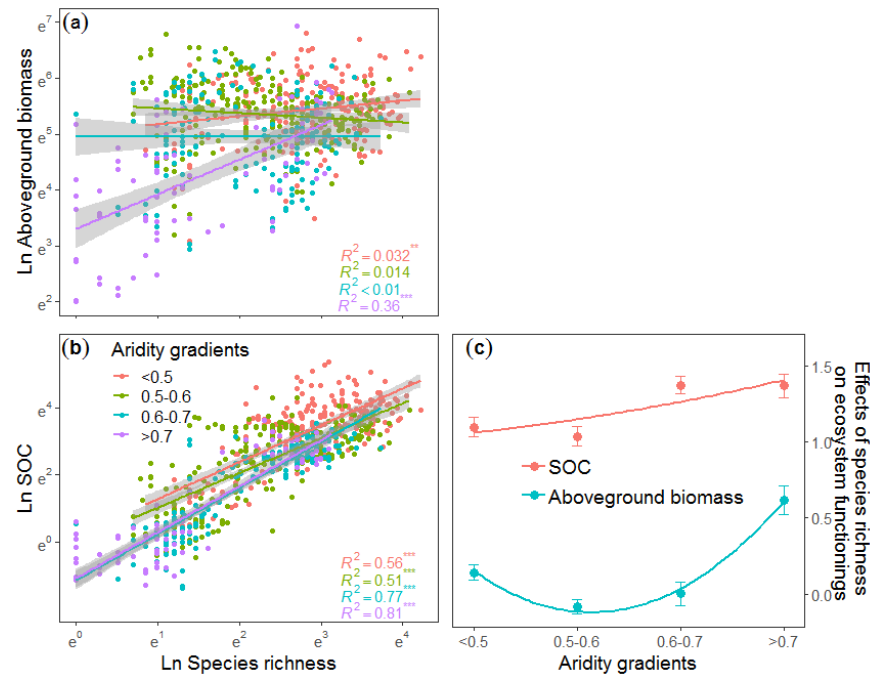 (a)
Ln Aboveground biomass
e⁷
e⁶
e⁵
e⁴
e³
e²
R² = 0.032**
R² = 0.014
R² < 0.01
R² = 0.36***
(b)
Aridity gradients
<0.5
0.5-0.6
0.6-0.7
>0.7
Ln SOC
e⁴
e²
e⁰
R² = 0.56***
R² = 0.51***
R² = 0.77***
R² = 0.81***
e⁰ e¹ e² e³ e⁴
Ln Species richness
(c)
SOC
Aboveground biomass
1.5
1.0
0.5
0.0
Effects of species richness
on ecosystem functionings
<0.5 0.5-0.6 0.6-0.7 >0.7
Aridity gradients